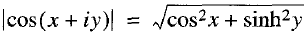 |cos(x + iy)| = √cos²x + sinh²y